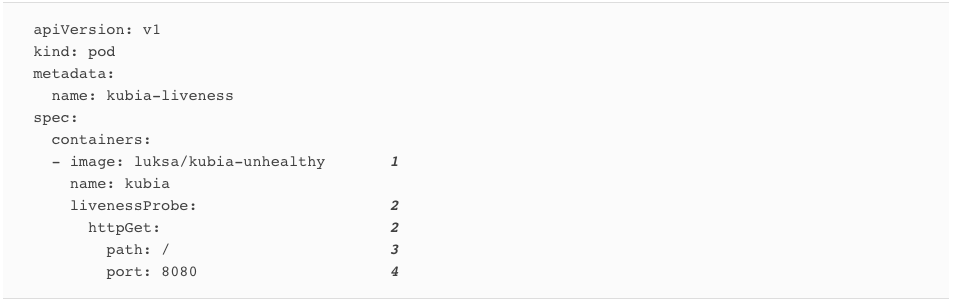 apiVersion: v1
kind: pod
metadata:
  name: kubia-liveness
spec:
  containers:
  - image: luksa/kubia-unhealthy 1
    name: kubia
    livenessProbe: 2
      httpGet: 2
        path: / 3
        port: 8080 4